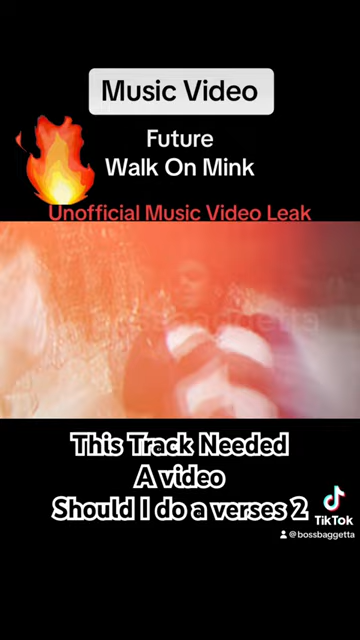 Music Video
Future
Walk On Mink
Unofficial Music Video Leak
@bossbaggetta
This Track Needed
A video
Should I do a verses 2
TikTok
@bossbaggetta